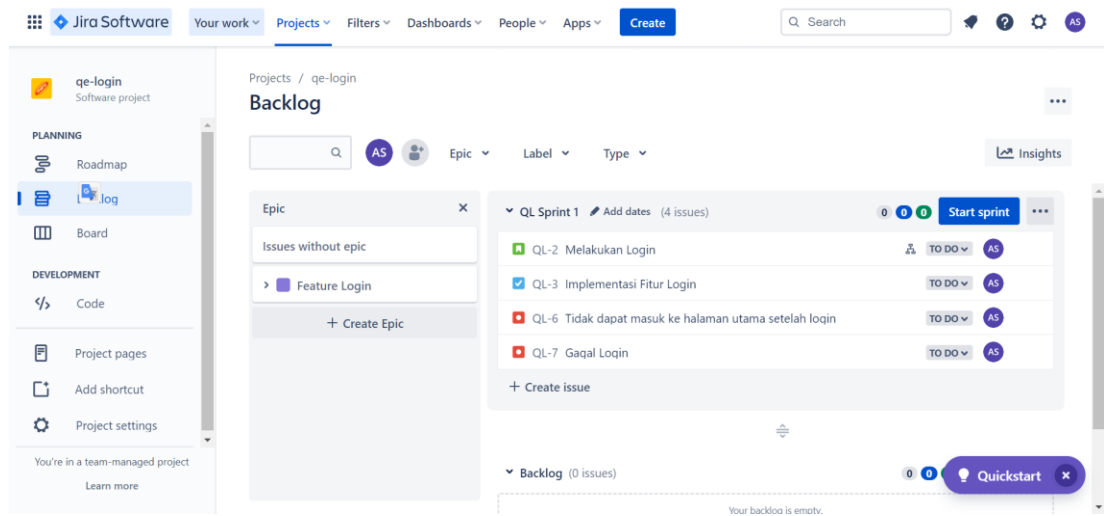 Jira Software Your work Projects Filters Dashboards People Apps Create Search AS
qe-login
Software project
PLANNING
Roadmap
log
Board
DEVELOPMENT
Code
Project pages
Add shortcut
Project settings
You're in a team-managed project
Learn more
Projects / qe-login
Backlog
AS Epic Label Type Insights
Epic
Issues without epic
Feature Login
+ Create Epic
QL Sprint 1 Add dates (4 issues) 0 0 0 Start sprint
QL-2 Melakukan Login TO DO AS
QL-3 Implementasi Fitur Login TO DO AS
QL-6 Tidak dapat masuk ke halaman utama setelah login TO DO AS
QL-7 Gagal Login TO DO AS
+ Create issue
Backlog (0 issues) 0 0
Quickstart
Your backlog is empty.